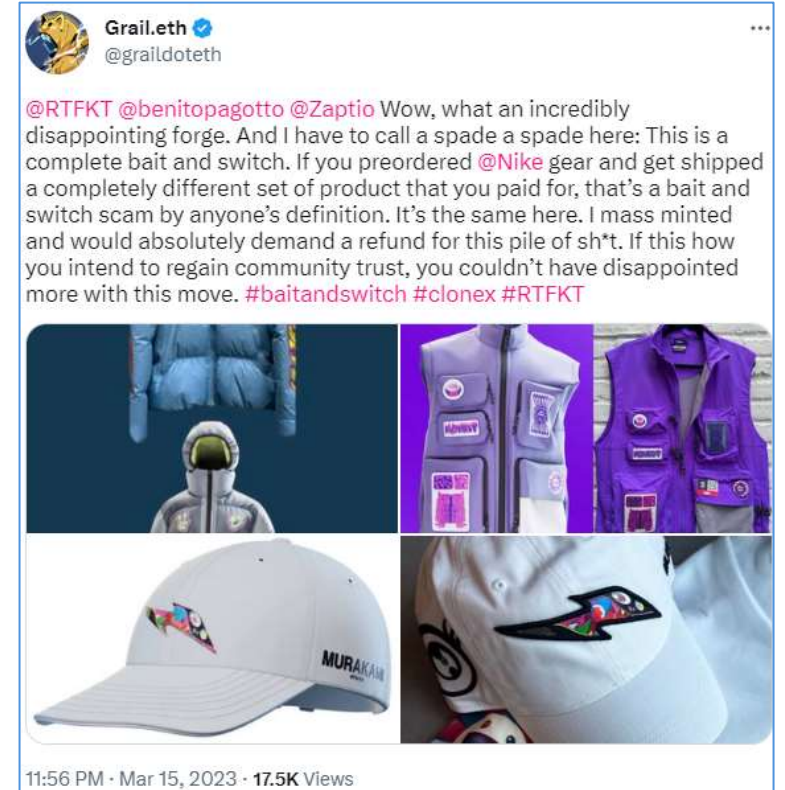 Grail.eth
@graildoteth
@RTFKT @benitopagotto @Zaptio Wow, what an incredibly
disappointing forge. And I have to call a spade a spade here: This is a
complete bait and switch. If you preordered @Nike gear and get shipped
a completely different set of product that you paid for, that's a bait and
switch scam by anyone's definition. It's the same here. I mass minted
and would absolutely demand a refund for this pile of sh*t. If this how
you intend to regain community trust, you couldn't have disappointed
more with this move. #baitandswitch #clonex #RTFKT
MURAKAMI
11:56 PM · Mar 15, 2023 · 17.5K Views